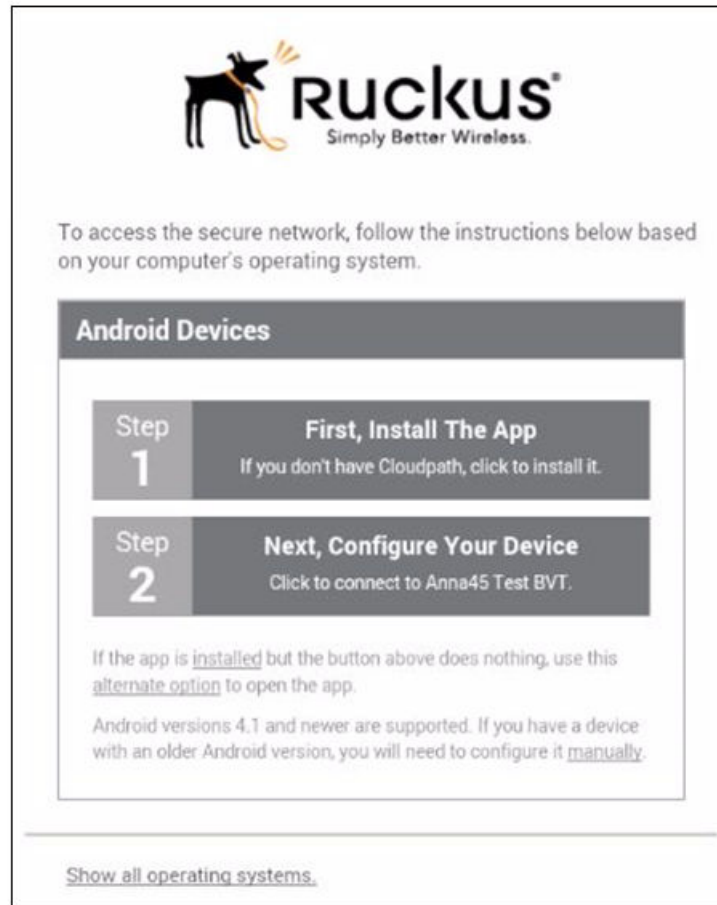 Ruckus®
Simply Better Wireless.
To access the secure network, follow the instructions below based
on your computer's operating system.
Android Devices
Step
1
First, Install The App
If you don't have Cloudpath, click to install it.
Step
2
Next, Configure Your Device
Click to connect to Anna45 Test BVT.
If the app is installed but the button above does nothing, use this
alternate option to open the app.
Android versions 4.1 and newer are supported. If you have a device
with an older Android version, you will need to configure it manually.
Show all operating systems.